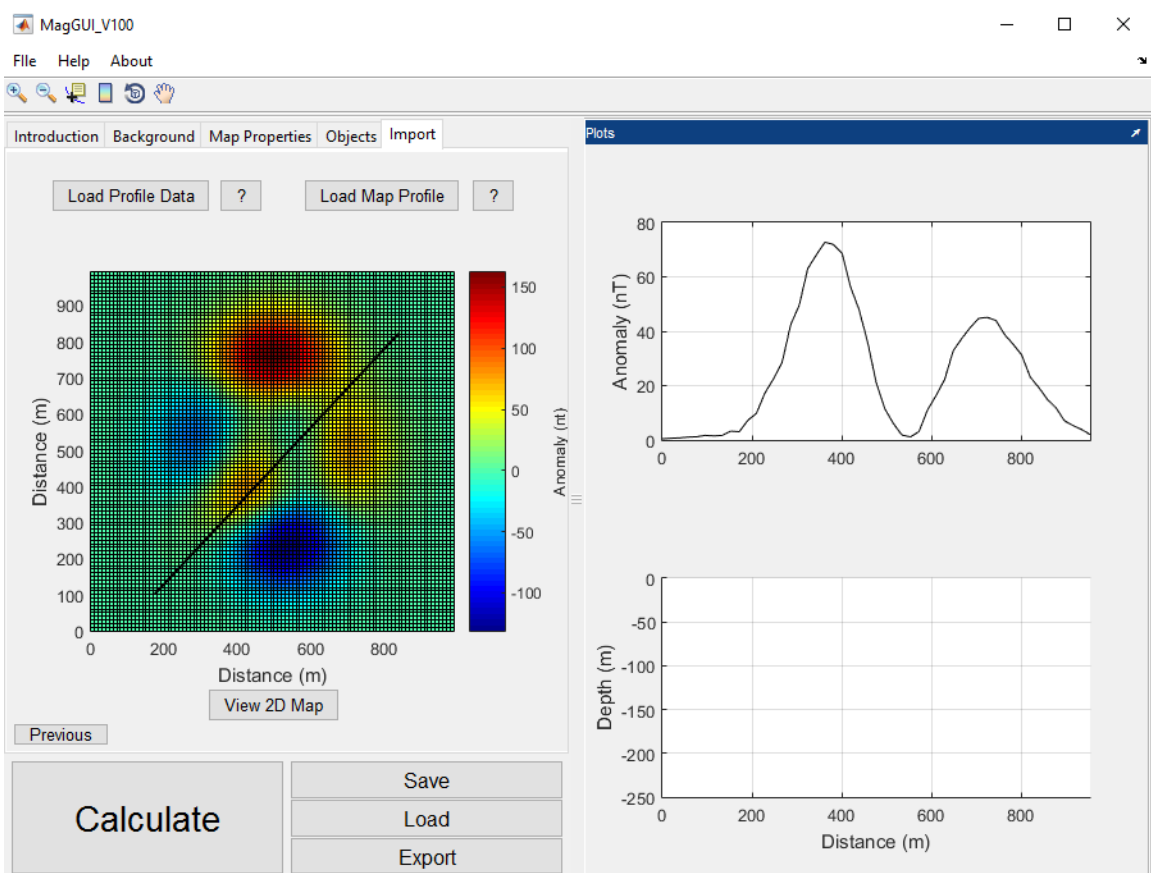 MagGUI_V100
FIle Help About
Introduction Background Map Properties Objects Import
Load Profile Data ? Load Map Profile ?
900
800
700
600
500
400
300
200
100
0
Distance (m)
0 200 400 600 800
Distance (m)
150
100
50
0
-50
-100
Anomaly (nt)
View 2D Map
Previous
Calculate
Save
Load
Export
Plots
80
60
40
20
0
Anomaly (nT)
0 200 400 600 800
0
-50
-100
-150
-200
-250
Depth (m)
0 200 400 600 800
Distance (m)